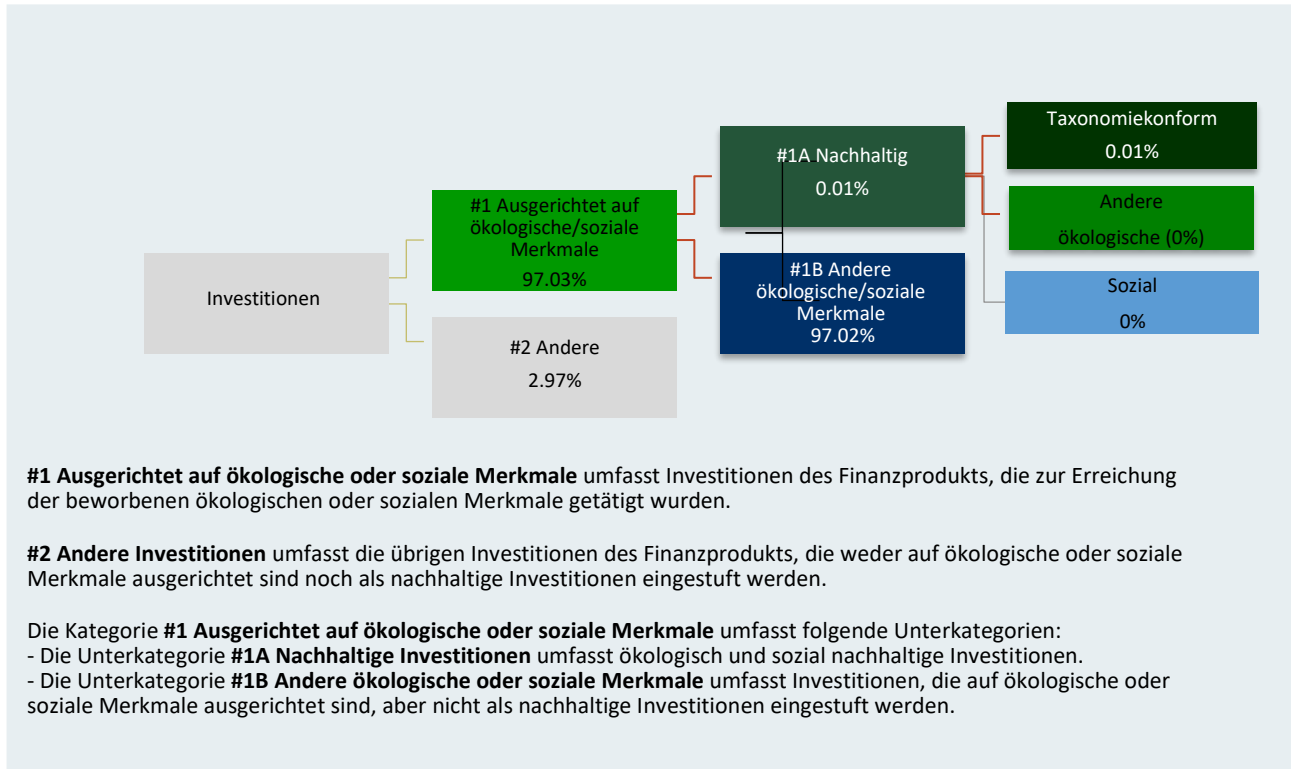 Investitionen
#1 Ausgerichtet auf
ökologische/soziale
Merkmale
97.03%
#2 Andere
2.97%
#1A Nachhaltig
0.01%
#1B Andere
ökologische/soziale
Merkmale
97.02%
Taxonomiekonform
0.01%
Andere
ökologische (0%)
Sozial
0%
#1 Ausgerichtet auf ökologische oder soziale Merkmale umfasst Investitionen des Finanzprodukts, die zur Erreichung
der beworbenen ökologischen oder sozialen Merkmale getätigt wurden.
#2 Andere Investitionen umfasst die übrigen Investitionen des Finanzprodukts, die weder auf ökologische oder soziale
Merkmale ausgerichtet sind noch als nachhaltige Investitionen eingestuft werden.
Die Kategorie #1 Ausgerichtet auf ökologische oder soziale Merkmale umfasst folgende Unterkategorien:
- Die Unterkategorie #1A Nachhaltige Investitionen umfasst ökologisch und sozial nachhaltige Investitionen.
- Die Unterkategorie #1B Andere ökologische oder soziale Merkmale umfasst Investitionen, die auf ökologische oder
soziale Merkmale ausgerichtet sind, aber nicht als nachhaltige Investitionen eingestuft werden.